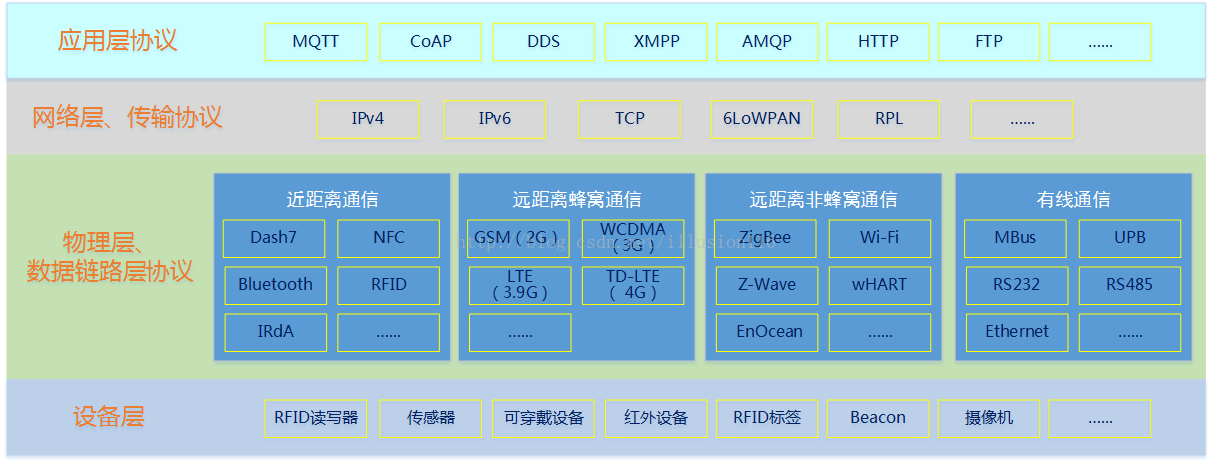 应用层协议
MQTT CoAP DDS XMPP AMQP HTTP FTP ......
网络层、传输协议
IPv4 IPv6 TCP 6LoWPAN RPL ......
物理层、
数据链路层协议
近距离通信
Dash7 NFC
Bluetooth RFID
IRdA ......
远距离蜂窝通信
GSM（2G） WCDMA
（3G）
LTE TD-LTE
（3.9G） （ 4G）
......
远距离非蜂窝通信
ZigBee Wi-Fi
Z-Wave wHART
EnOcean ......
有线通信
MBus UPB
RS232 RS485
Ethernet ......
设备层
RFID读写器 传感器 可穿戴设备 红外设备 RFID标签 Beacon 摄像机 ......